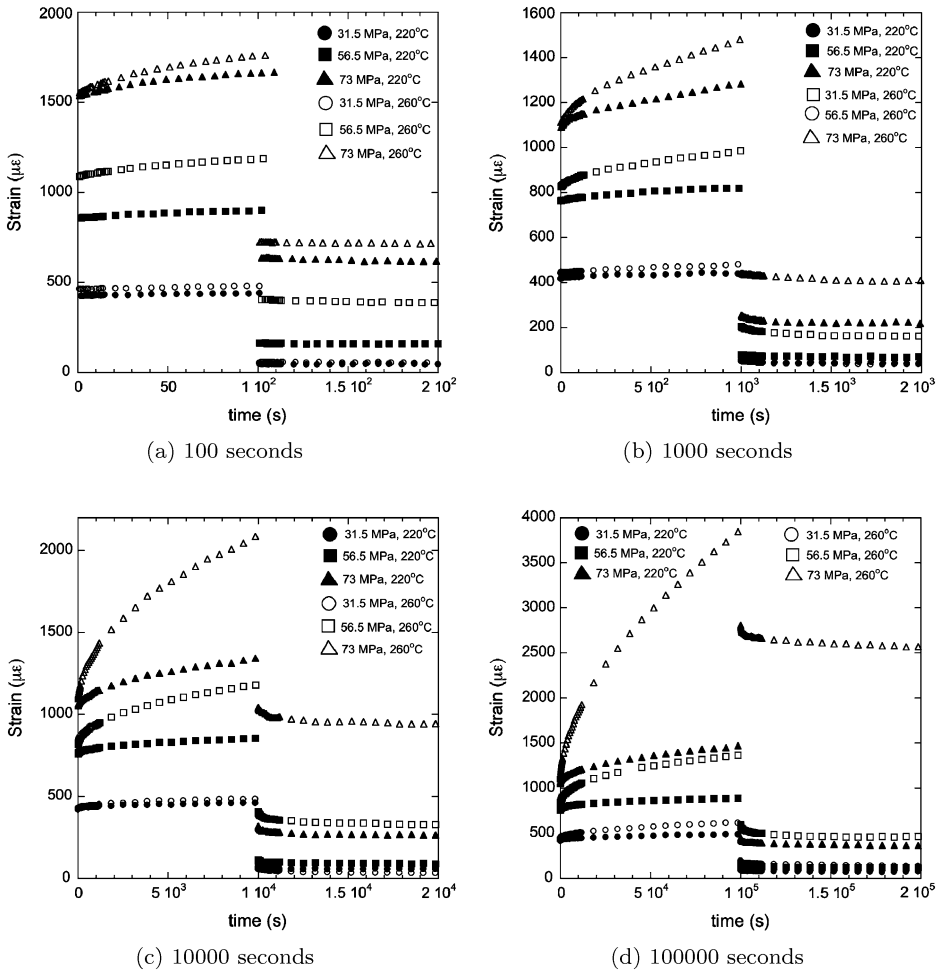 2000
1500
1000
500
0
Strain (με)
31.5 MPa, 220°C
56.5 MPa, 220°C
73 MPa, 220°C
31.5 MPa, 260°C
56.5 MPa, 260°C
73 MPa, 260°C
0 50 1 10² 1.5 10² 2 10²
time (s)
(a) 100 seconds
1600
1400
1200
1000
800
600
400
200
0
Strain (με)
31.5 MPa, 220°C
56.5 MPa, 220°C
73 MPa, 220°C
31.5 MPa, 260°C
56.5 MPa, 260°C
73 MPa, 260°C
0 5 10² 1 10³ 1.5 10³ 2 10³
time (s)
(b) 1000 seconds
2000
1500
1000
500
0
Strain (με)
31.5 MPa, 220°C
56.5 MPa, 220°C
73 MPa, 220°C
31.5 MPa, 260°C
56.5 MPa, 260°C
73 MPa, 260°C
0 5 10³ 1 10⁴ 1.5 10⁴ 2 10⁴
time (s)
(c) 10000 seconds
4000
3500
3000
2500
2000
1500
1000
500
0
Strain (με)
31.5 MPa, 220°C
56.5 MPa, 220°C
73 MPa, 220°C
31.5 MPa, 260°C
56.5 MPa, 260°C
73 MPa, 260°C
0 5 10⁴ 1 10⁵ 1.5 10⁵ 2 10⁵
time (s)
(d) 100000 seconds